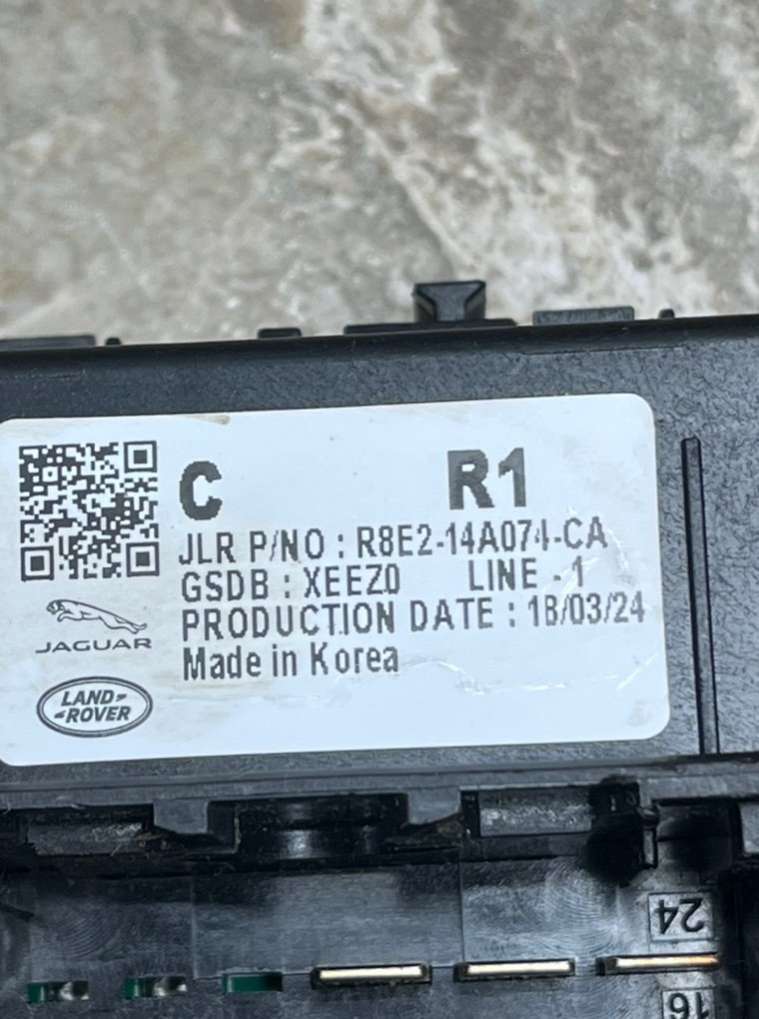 C R1
JLR P/NO : R8E2-14A074-CA
GSDB : XEEZ0 LINE - 1
PRODUCTION DATE : 18/03/24
Made in Korea
JAGUAR
LAND
ROVER
24
16